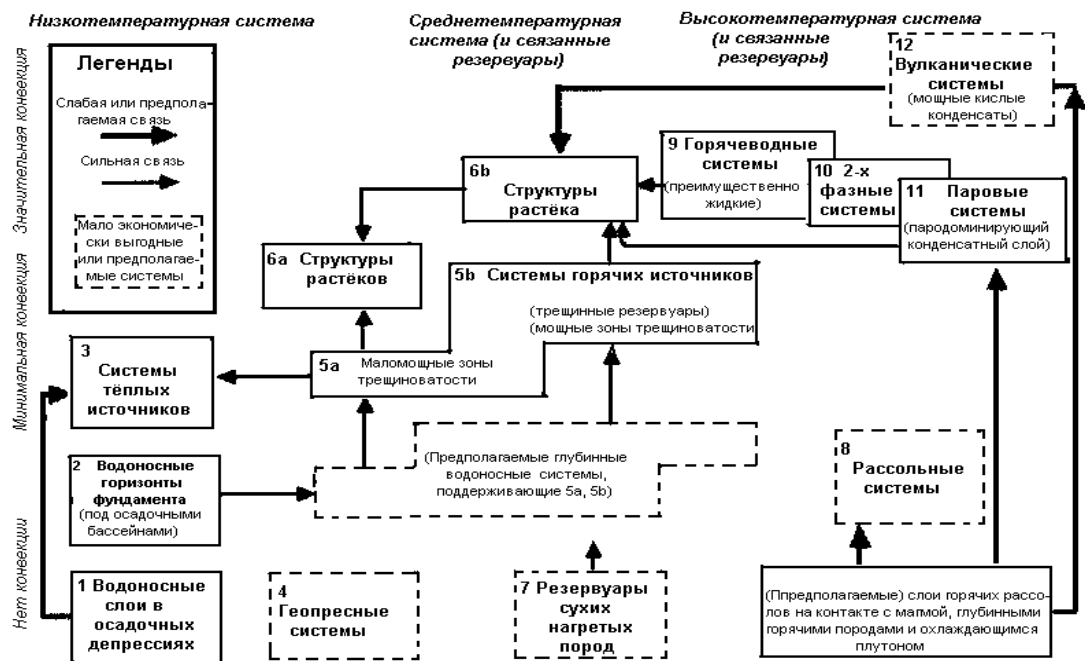 Низкотемпературная система
Среднетемпературная
система (и связанные
резервуары)
Высокотемпературная система
(и связанные
резервуары)
Значительная конвекция
Минимальная конвекция
Нет конвекции
Легенды
Слабая или предпола-
гаемая связь
Сильная связь
Мало экономиче-
ски выгодные
или предполага-
емые системы
12
Вулканические
системы
(мощные кислые
конденсаты)
6b
Структуры
растёка
9 Горячеводные
системы
(преимущественно
жидкие)
10 2-х
фазные
системы
11 Паровые
системы
(пародоминирующий
конденсатный слой)
6a Структуры
растёков
5b Системы горячих источников
(трещинные резервуары)
(мощные зоны трещиноватости
5a Маломощные зоны
трещиноватости
3
Системы
тёплых
источников
2 Водоносные
горизонты
фундамента
(под осадочными
бассейнами)
(Предполагаемые глубинные
водоносные системы,
поддерживающие 5a, 5b)
8
Рассольные
системы
1 Водоносные
слои в
осадочных
депрессиях
4
Геопресные
системы
7 Резервуары
сухих
нагретых
пород
(Ппредполагаемые) слои горячих рассо-
лов на контакте с магмой, глубинными
горячими породами и охлаждающимся
плутоном